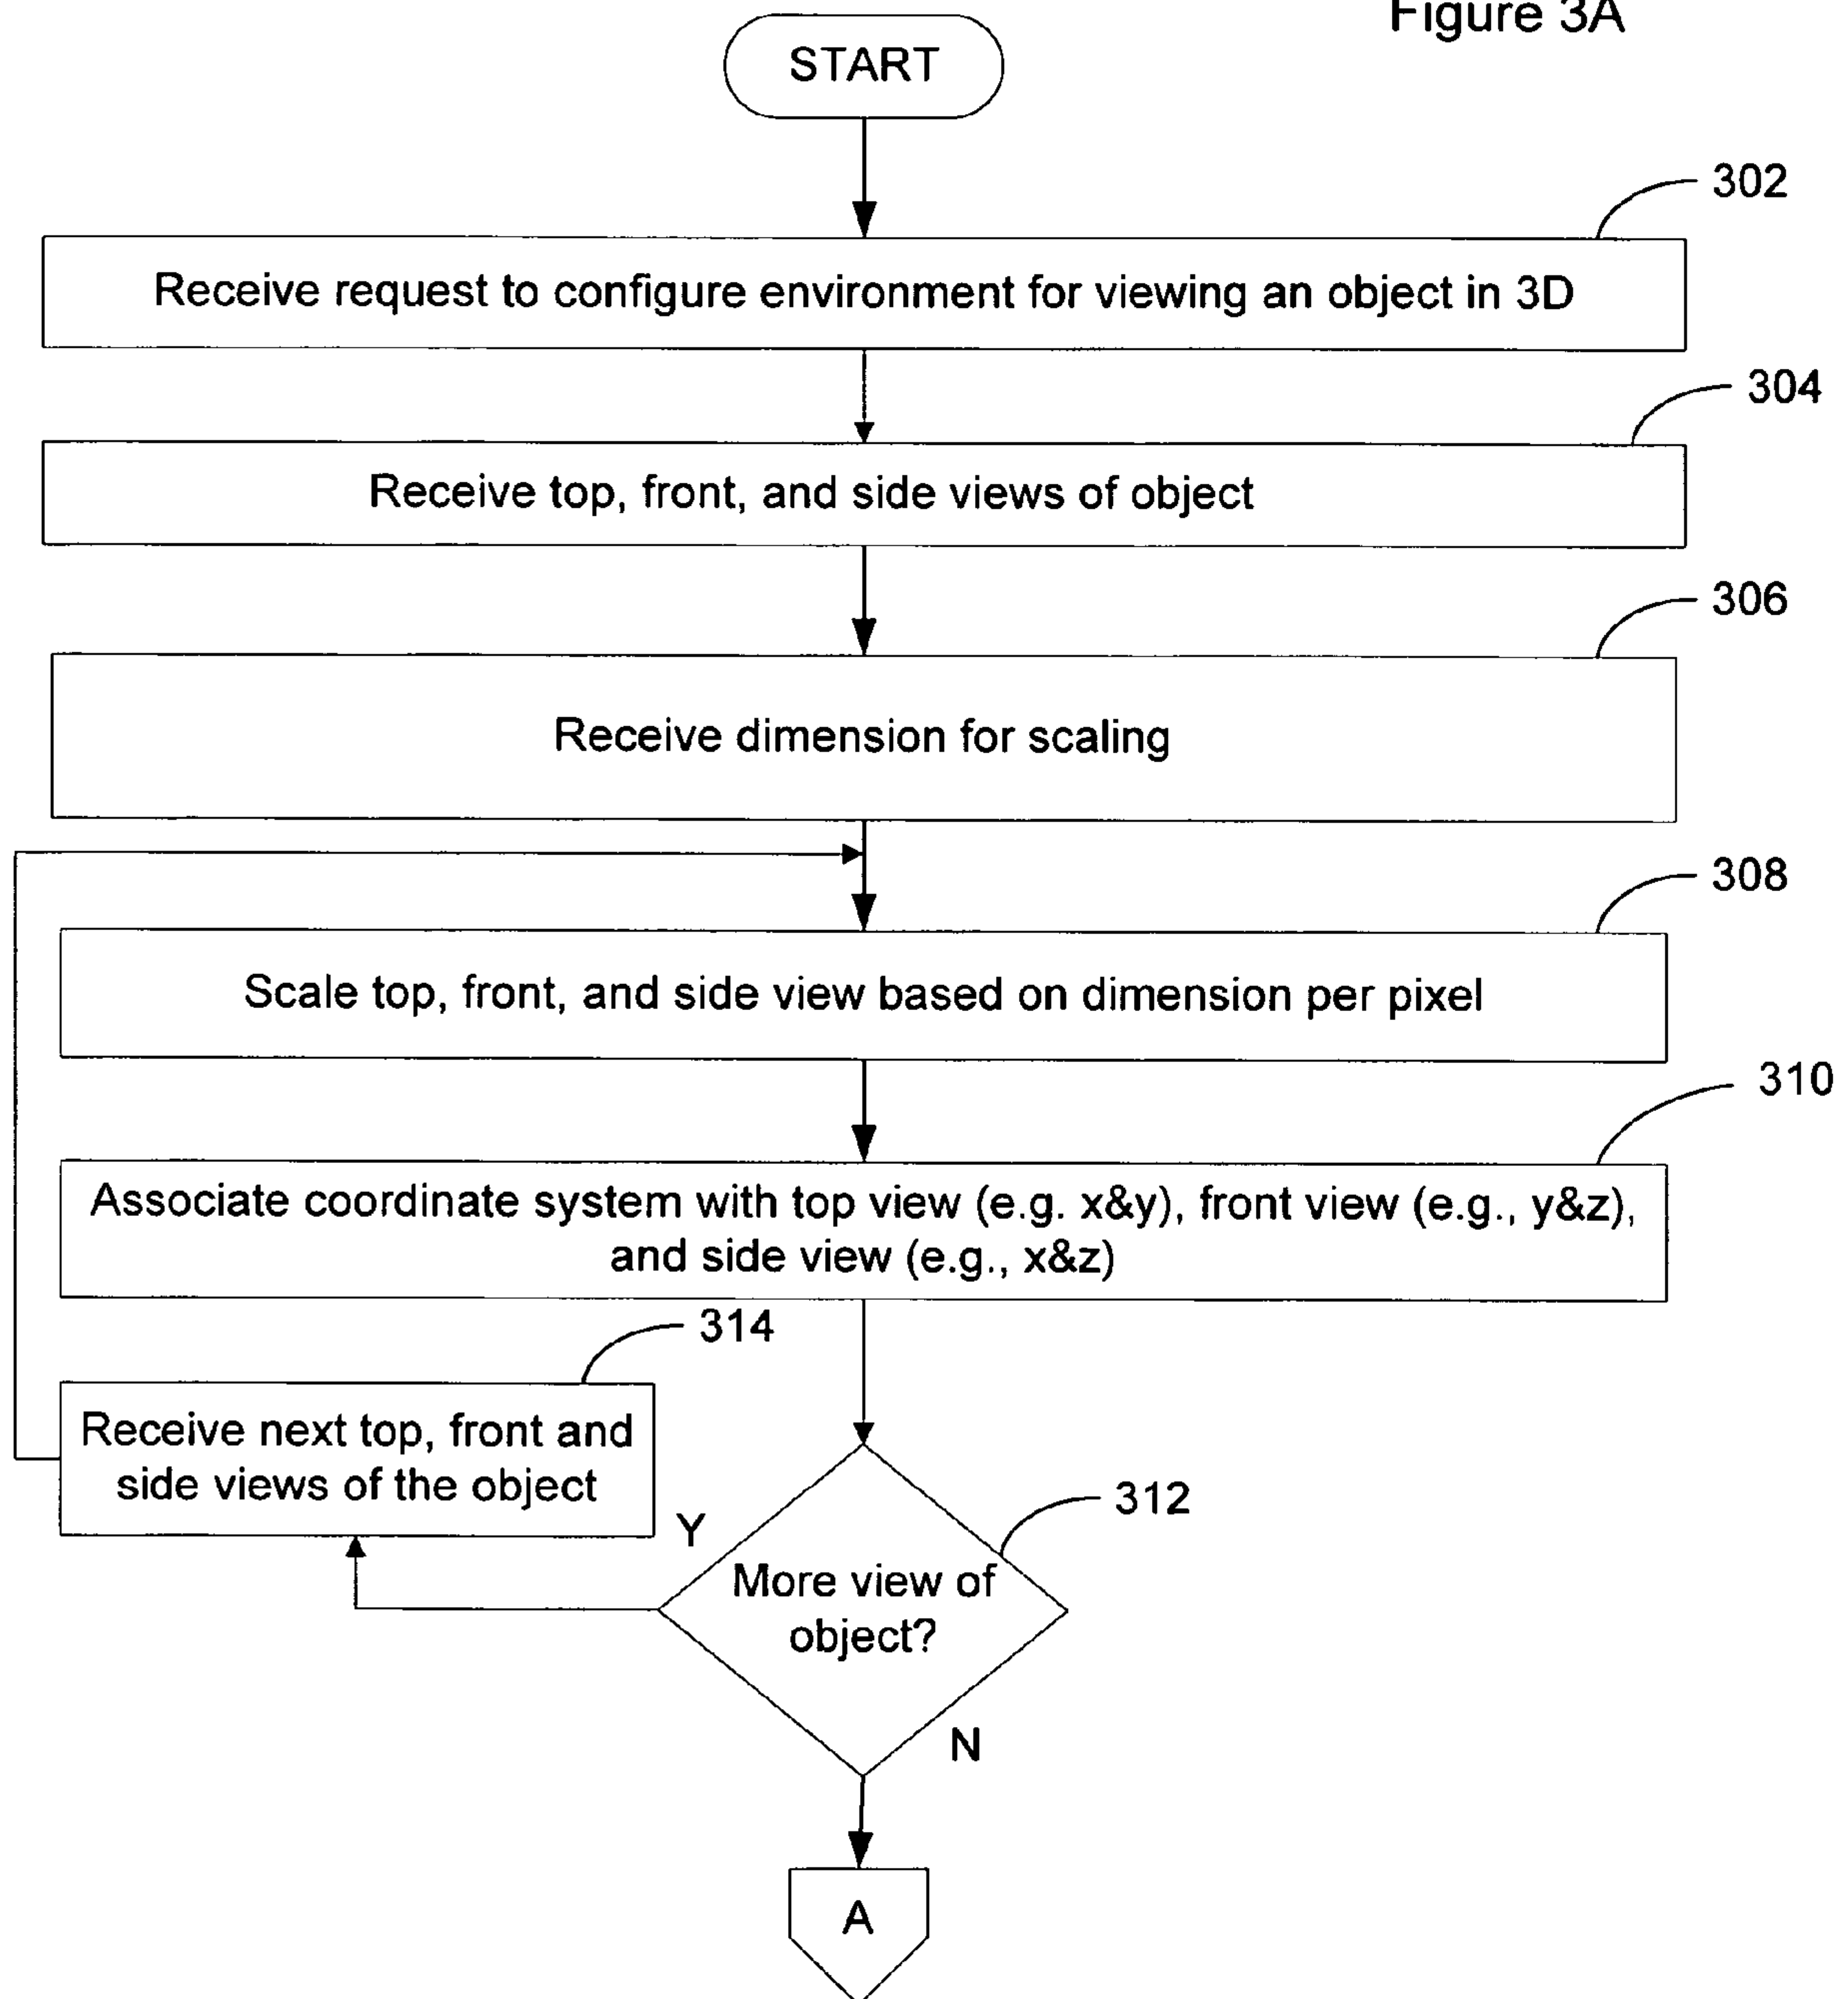 Figure 3A
START
302
Receive request to configure environment for viewing an object in 3D
304
Receive top, front, and side views of object
306
Receive dimension for scaling
308
Scale top, front, and side view based on dimension per pixel
310
Associate coordinate system with top view (e.g. x&y), front view (e.g., y&z),
and side view (e.g., x&z)
314
Receive next top, front and
side views of the object
312
Y
More view of
object?
N
A